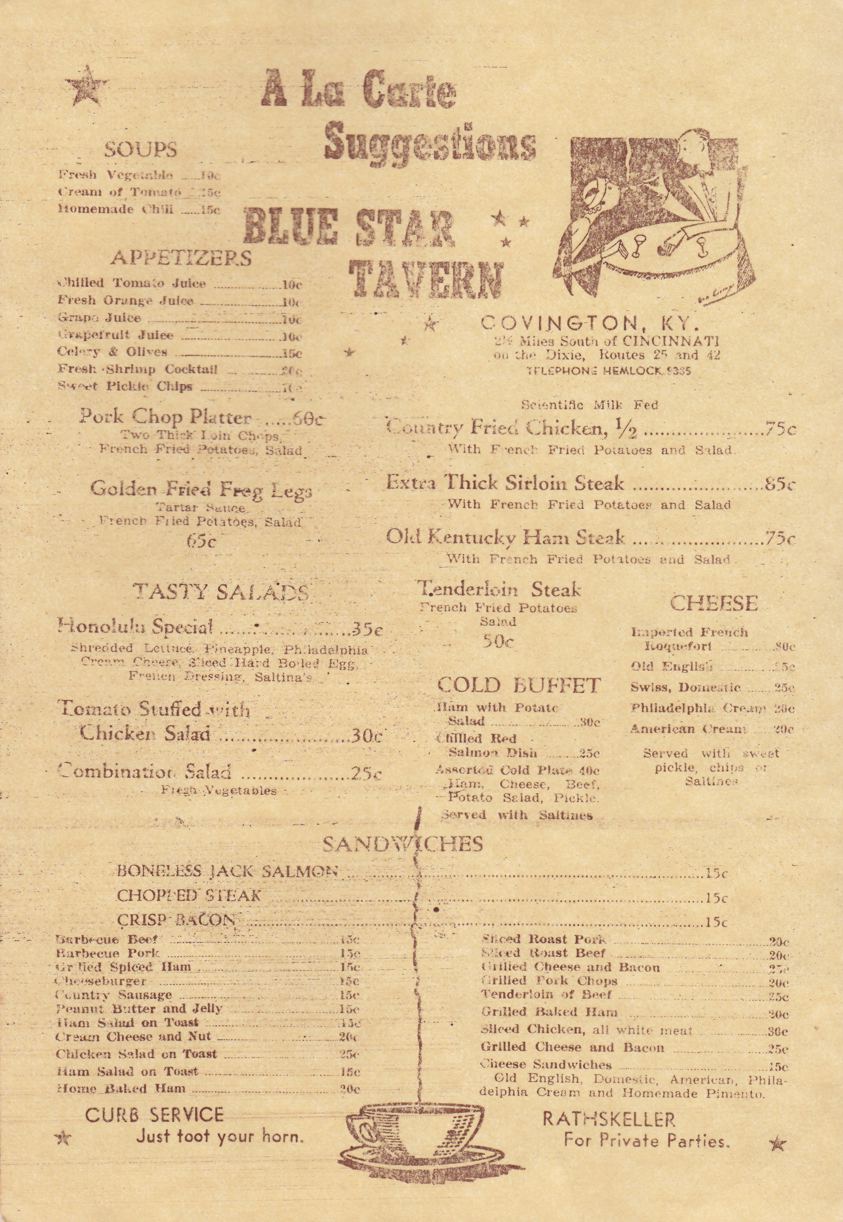 A La Carte
Suggestions
BLUE STAR
TAVERN
COVINGTON, KY.
2½ Miles South of CINCINNATI
on the Dixie, Routes 25 and 42
TELEPHONE HEMLOCK
SOUPS
Fresh Vegetable ....10c
Cream of Tomato ....15c
Homemade Chili ......15c
APPETIZERS
Chilled Tomato Juice ..............10c
Fresh Orange Juice ................10c
Grape Juice ..............10c
Grapefruit Juice ..............10c
Celery & Olives ..............15c
Fresh Shrimp Cocktail ..............
Sweet Pickle Chips ..............10c
Pork Chop Platter ......60c
Two Thick Loin Chops,
French Fried Potatoes, Salad
Golden Fried Freg Legs
Tartar Sauce,
French Fried Potatoes, Salad
65c
Scientific Milk Fed
Country Fried Chicken, ½ ......................75c
With French Fried Potatoes and Salad
Extra Thick Sirloin Steak ........................85c
With French Fried Potatoes and Salad
Old Kentucky Ham Steak ........................75c
With French Fried Potatoes and Salad
TASTY SALADS
Honolulu Special ........................35c
Shredded Lettuce, Pineapple, Philadelphia
Cream Cheese, Sliced Hard Boiled Egg,
French Dressing, Saltina's
Tomato Stuffed with
Chicken Salad ........................30c
Combination Salad ....................25c
Fresh Vegetables
Tenderloin Steak
French Fried Potatoes
Salad
50c
COLD BUFFET
Ham with Potato
Salad ..................30c
Chilled Red
Salmon Dish ........25c
Assorted Cold Plate 40c
Ham, Cheese, Beef,
Potato Salad, Pickle.
Served with Saltines
CHEESE
Imported French
Roquefort ..............
Old English ..............
Swiss, Domestic ......25c
Philadelphia Cream 20c
American Cream ....20c
Served with sweet
pickle, chips or
Saltines
SANDWICHES
BONELESS JACK SALMON ........................15c
CHOPPED STEAK ........................15c
CRISP BACON ........................15c
Barbecue Beef ..............15c
Barbecue Pork ..............15c
Grilled Spiced Ham ..............15c
Cheeseburger ..............15c
Country Sausage ..............15c
Peanut Butter and Jelly ..............15c
Ham Salad on Toast ..............15c
Cream Cheese and Nut ..............20c
Chicken Salad on Toast ..............25c
Ham Salad on Toast ..............15c
Home Baked Ham ..............20c
Sliced Roast Pork ..............20c
Sliced Roast Beef ..............20c
Grilled Cheese and Bacon ..............25c
Grilled Pork Chops ..............20c
Tenderloin of Beef ..............25c
Grilled Baked Ham ..............20c
Sliced Chicken, all white meat ..............30c
Grilled Cheese and Bacon ..............25c
Cheese Sandwiches ..............15c
Old English, Domestic, American, Phila-
delphia Cream and Homemade Pimento.
CURB SERVICE
Just toot your horn.
RATHSKELLER
For Private Parties.